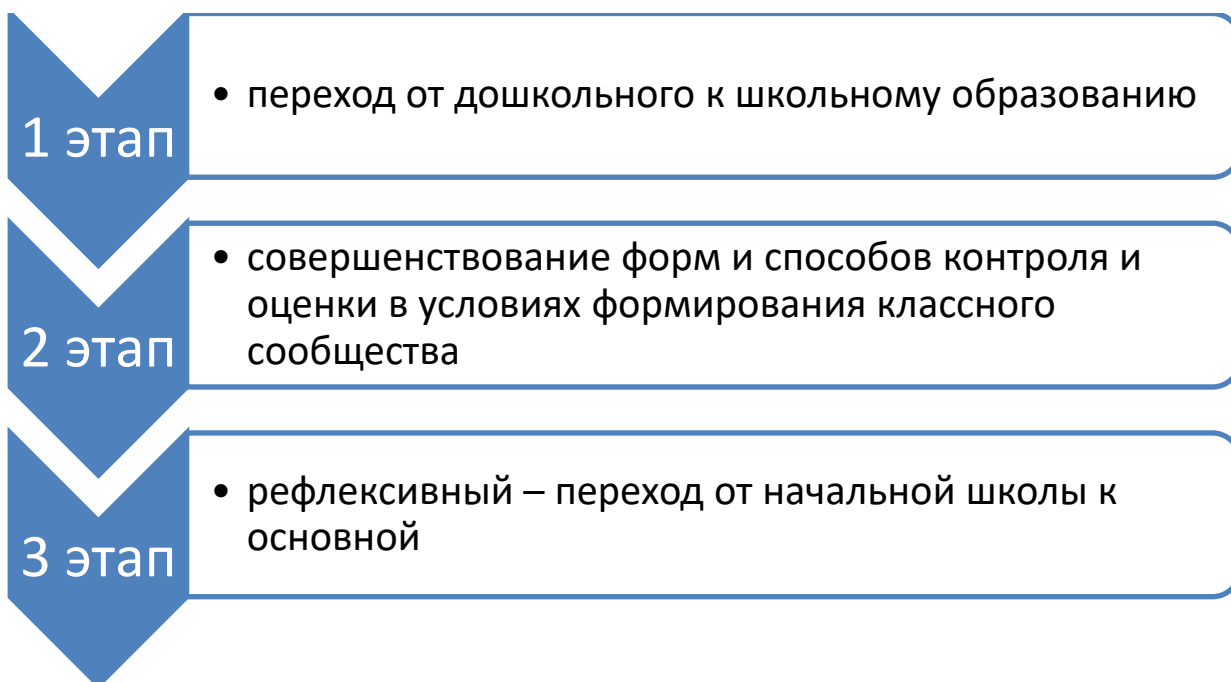 1 этап
• переход от дошкольного к школьному образованию
2 этап
• совершенствование форм и способов контроля и
оценки в условиях формирования классного
сообщества
3 этап
• рефлексивный – переход от начальной школы к
основной